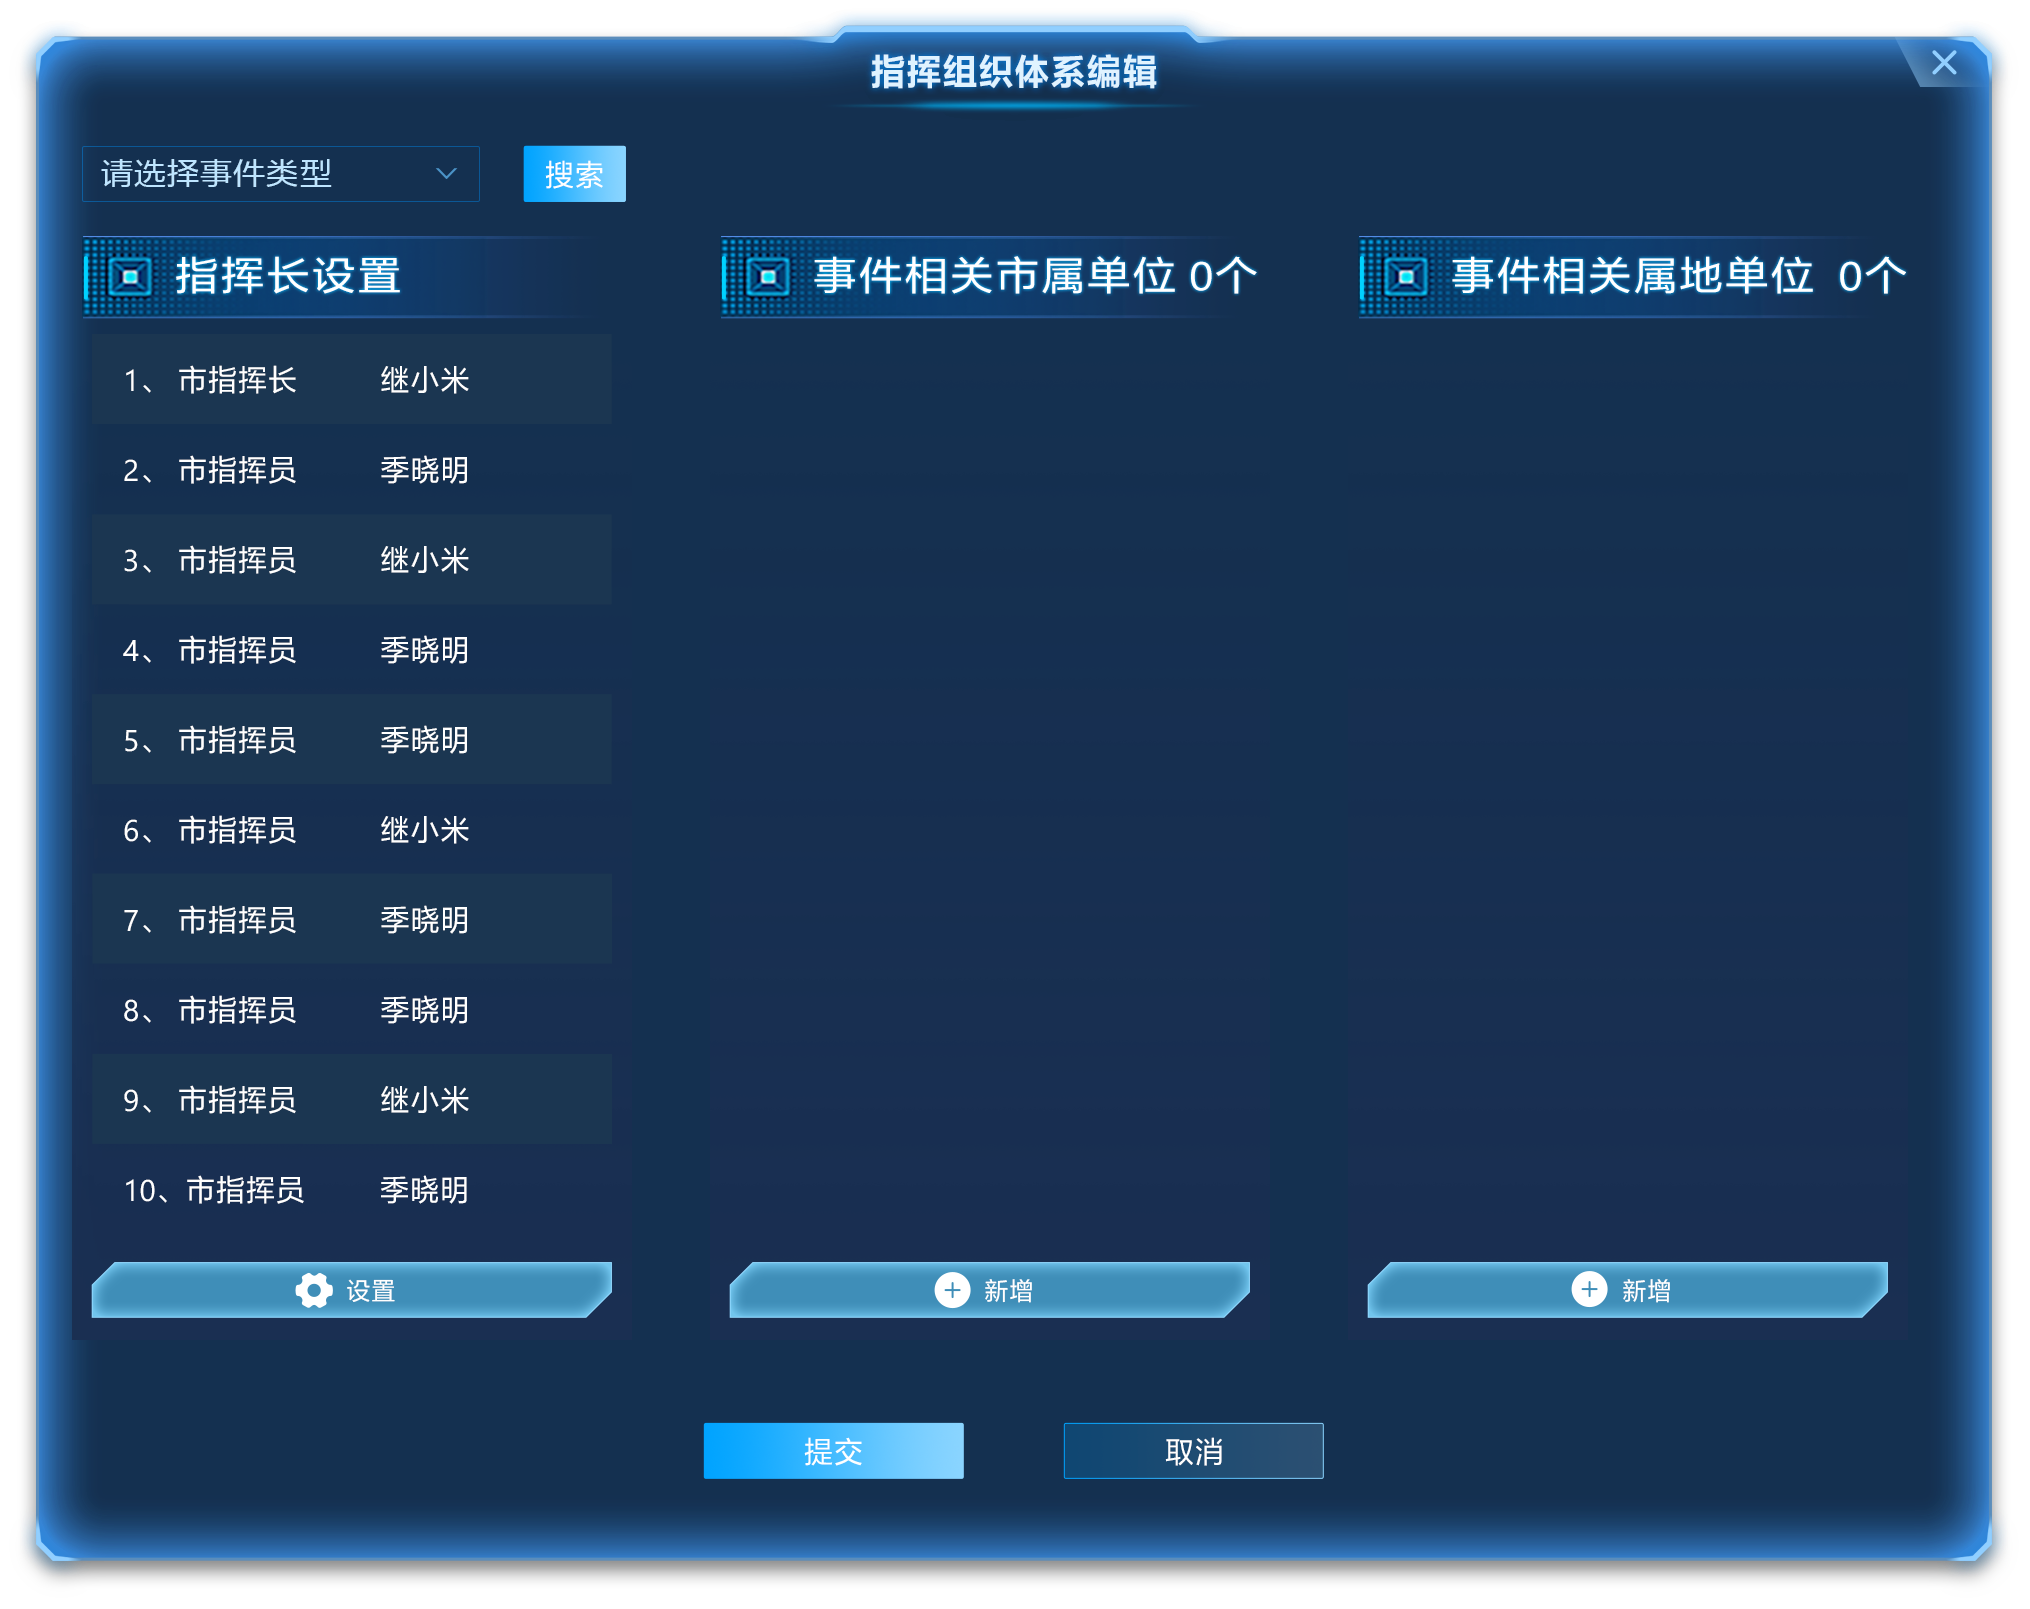 指挥组织体系编辑
请选择事件类型
搜索
指挥长设置
1、 市指挥长 继小米
2、 市指挥员 季晓明
3、 市指挥员 继小米
4、 市指挥员 季晓明
5、 市指挥员 季晓明
6、 市指挥员 继小米
7、 市指挥员 季晓明
8、 市指挥员 季晓明
9、 市指挥员 继小米
10、市指挥员 季晓明
设置
事件相关市属单位 0个
新增
事件相关属地单位 0个
新增
提交
取消